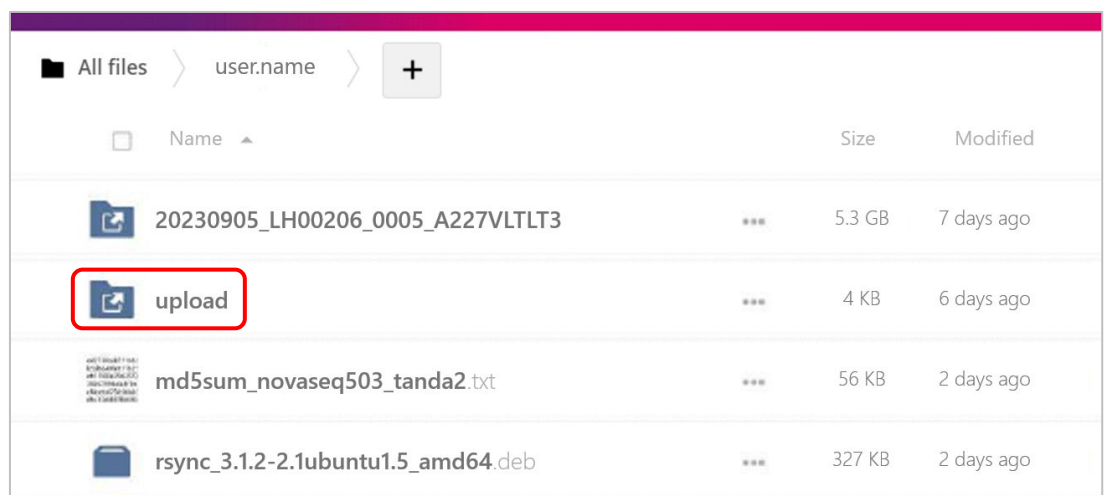 All files user.name +
Name Size Modified
20230905_LH00206_0005_A227VLTLT3 ••• 5.3 GB 7 days ago
upload ••• 4 KB 6 days ago
md5sum_novaseq503_tanda2.txt ••• 56 KB 2 days ago
rsync_3.1.2-2.1ubuntu1.5_amd64.deb ••• 327 KB 2 days ago